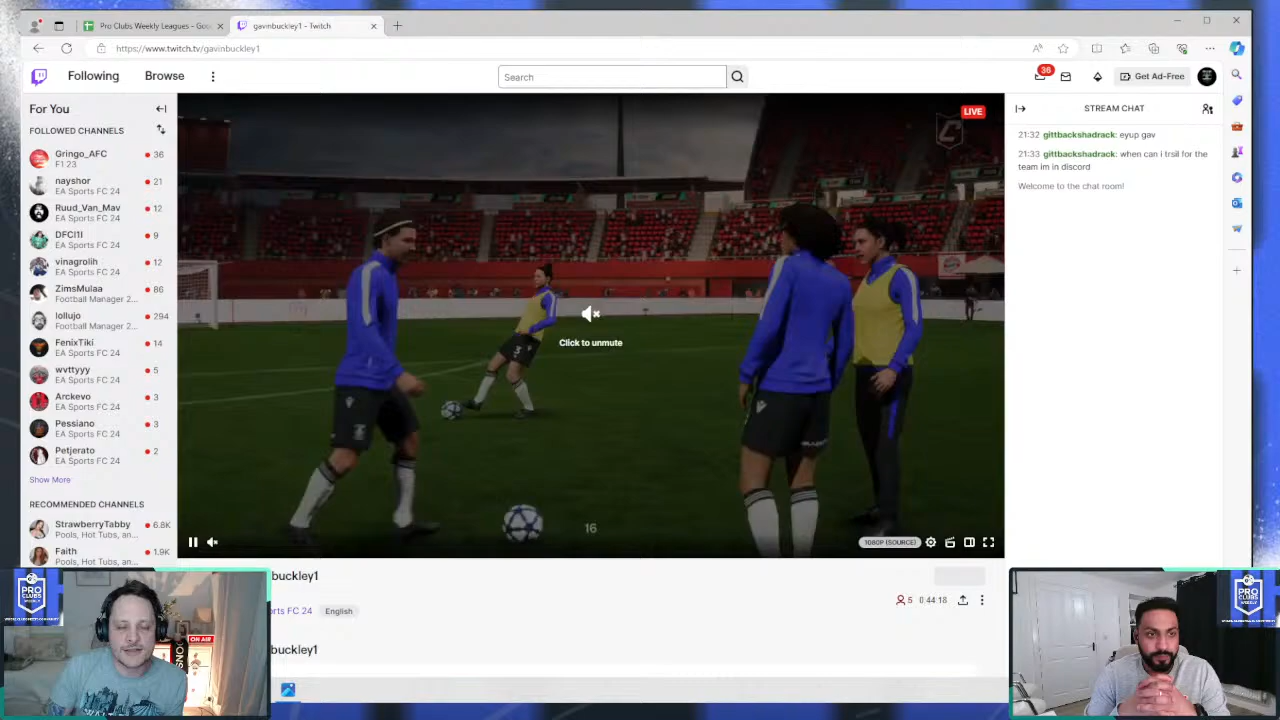 Pro Clubs Weekly Leagues - Goo
gavinbuckley1 - Twitch
https://www.twitch.tv/gavinbuckley1
Following
Browse
Search
36
Get Ad-Free
For You
FOLLOWED CHANNELS
Gringo_AFC 36
F1 23
nayshor 21
EA Sports FC 24
Ruud_Van_Mav 12
EA Sports FC 24
DFCI1I 9
EA Sports FC 24
vinagrolih 12
EA Sports FC 24
ZimsMulaa 86
Football Manager 2...
lollujo 294
Football Manager 2...
FenixTiki 14
EA Sports FC 24
wvttyyy 5
EA Sports FC 24
Arckevo 3
EA Sports FC 24
Pessiano 3
EA Sports FC 24
Petjerato 2
EA Sports FC 24
Show More
RECOMMENDED CHANNELS
StrawberryTabby 6.8K
Pools, Hot Tubs, an...
Faith 1.9K
Pools, Hot Tubs, an...
LIVE
Click to unmute
16
1080P (SOURCE)
STREAM CHAT
21:32 gittbackshadrack: eyup gav
21:33 gittbackshadrack: when can i trsil for the
team im in discord
Welcome to the chat room!
buckley1
rts FC 24
English
5 0:44:18
buckley1
PRO
CLUBS
WEEKLY
ON AIR
PRO
CLUBS
WEEKLY